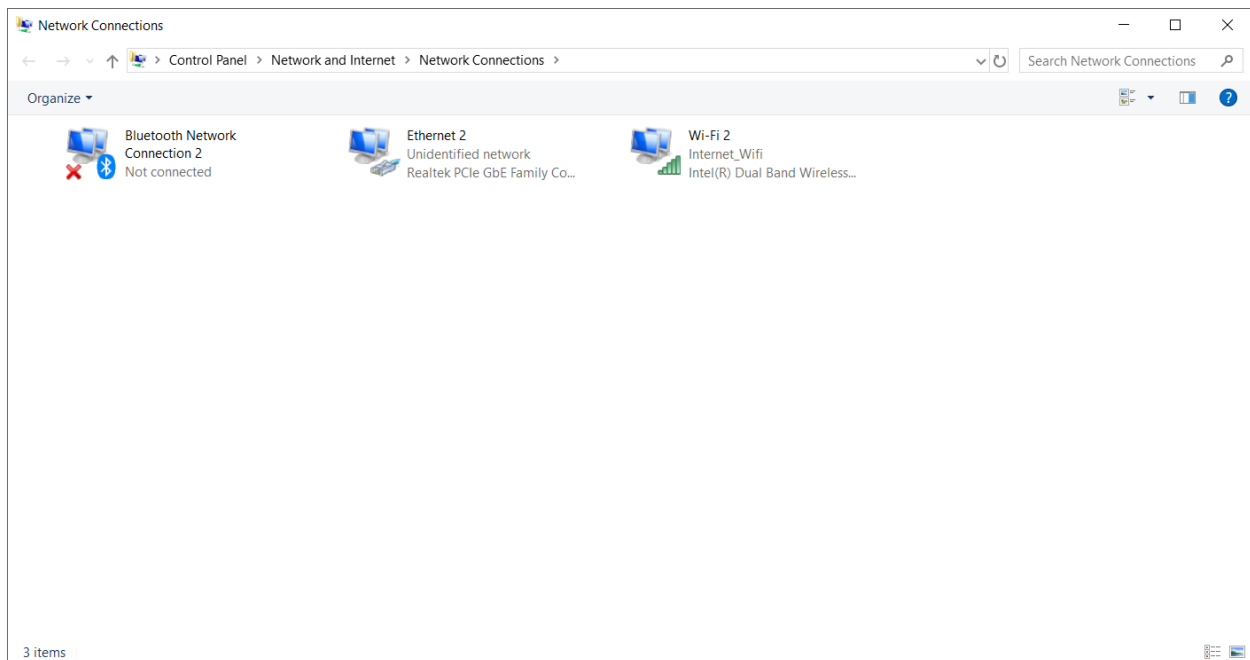 Network Connections
Control Panel > Network and Internet > Network Connections >
Search Network Connections
Organize
Bluetooth Network
Connection 2
Not connected
Ethernet 2
Unidentified network
Realtek PCIe GbE Family Co...
Wi-Fi 2
Internet_Wifi
Intel(R) Dual Band Wireless...
3 items